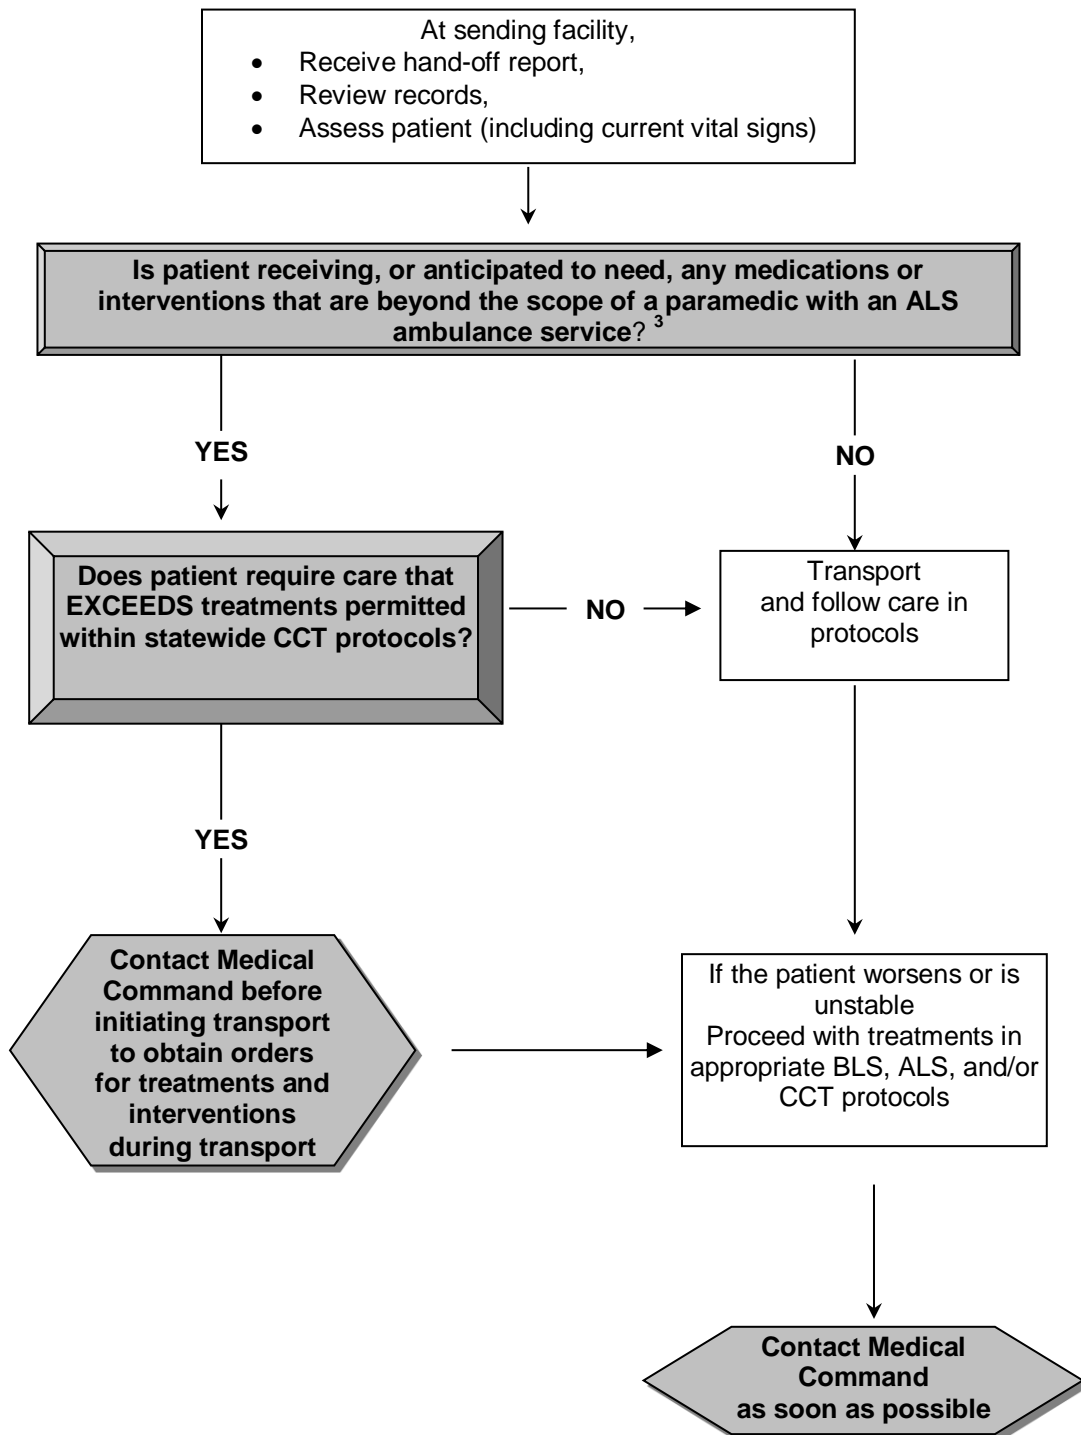 At sending facility,
• Receive hand-off report,
• Review records,
• Assess patient (including current vital signs)
Is patient receiving, or anticipated to need, any medications or
interventions that are beyond the scope of a paramedic with an ALS
ambulance service? 3
YES
NO
Does patient require care that
EXCEEDS treatments permitted
within statewide CCT protocols?
NO
Transport
and follow care in
protocols
YES
Contact Medical
Command before
initiating transport
to obtain orders
for treatments and
interventions
during transport
If the patient worsens or is
unstable
Proceed with treatments in
appropriate BLS, ALS, and/or
CCT protocols
Contact Medical
Command
as soon as possible